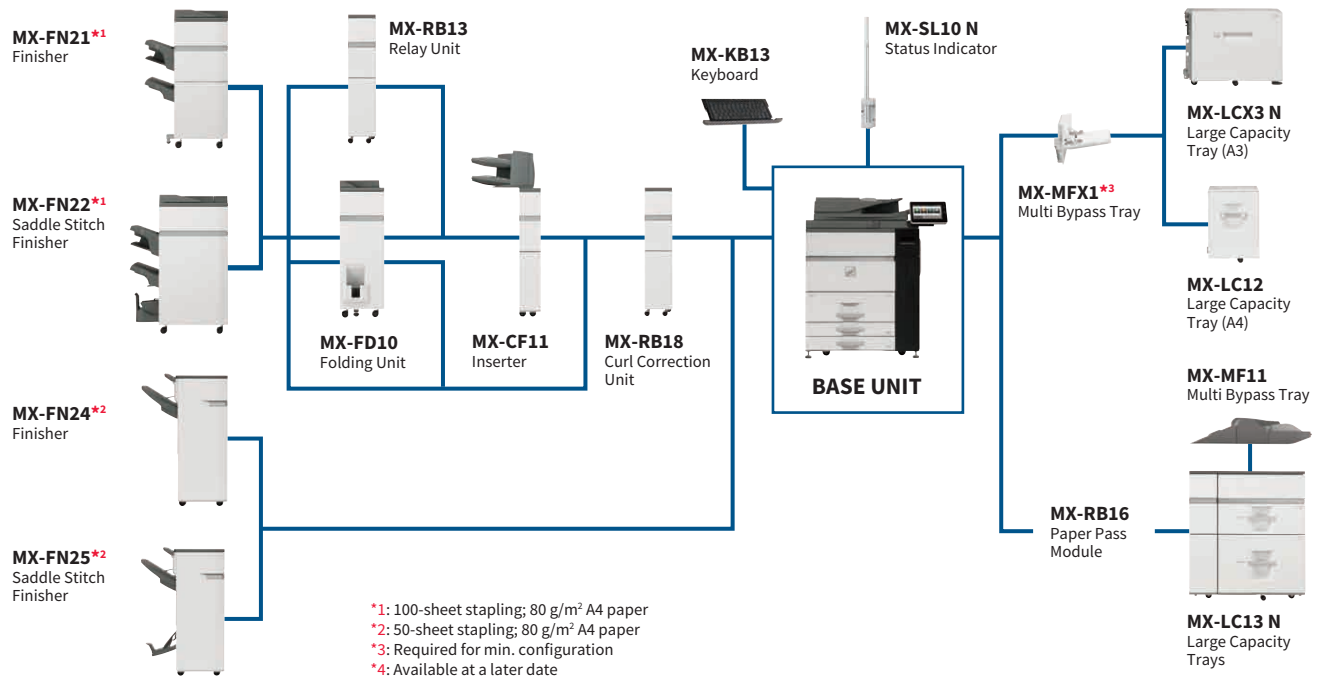 MX-FN21*1
Finisher
MX-RB13
Relay Unit
MX-KB13
Keyboard
MX-SL10 N
Status Indicator
MX-LCX3 N
Large Capacity
Tray (A3)
MX-MFX1*3
Multi Bypass Tray
MX-FN22*1
Saddle Stitch
Finisher
MX-LC12
Large Capacity
Tray (A4)
MX-FD10
Folding Unit
MX-CF11
Inserter
MX-RB18
Curl Correction
Unit
BASE UNIT
MX-MF11
Multi Bypass Tray
MX-FN24*2
Finisher
MX-RB16
Paper Pass
Module
MX-FN25*2
Saddle Stitch
Finisher
MX-LC13 N
Large Capacity
Trays
*1: 100-sheet stapling; 80 g/m² A4 paper
*2: 50-sheet stapling; 80 g/m² A4 paper
*3: Required for min. configuration
*4: Available at a later date